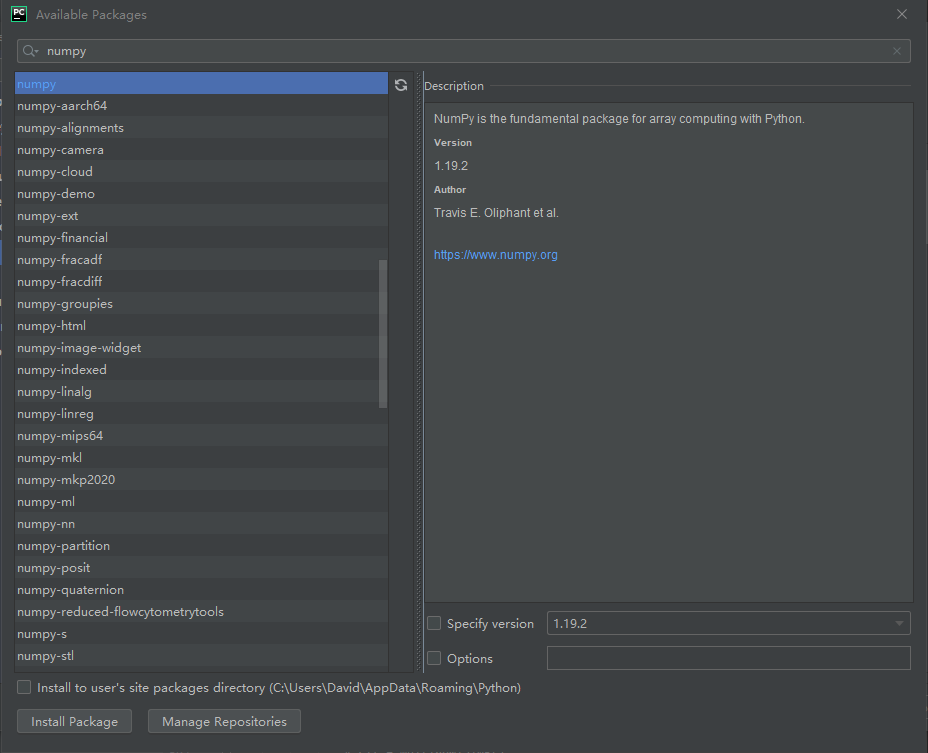 PC Available Packages
numpy
numpy
numpy-aarch64
numpy-alignments
numpy-camera
numpy-cloud
numpy-demo
numpy-ext
numpy-financial
numpy-fracadf
numpy-fracdiff
numpy-groupies
numpy-html
numpy-image-widget
numpy-indexed
numpy-linalg
numpy-linreg
numpy-mips64
numpy-mkl
numpy-mkp2020
numpy-ml
numpy-nn
numpy-partition
numpy-posit
numpy-quaternion
numpy-reduced-flowcytometrytools
numpy-s
numpy-stl
Description
NumPy is the fundamental package for array computing with Python.
Version
1.19.2
Author
Travis E. Oliphant et al.
https://www.numpy.org
Specify version 1.19.2
Options
Install to user's site packages directory (C:\Users\David\AppData\Roaming\Python)
Install Package Manage Repositories